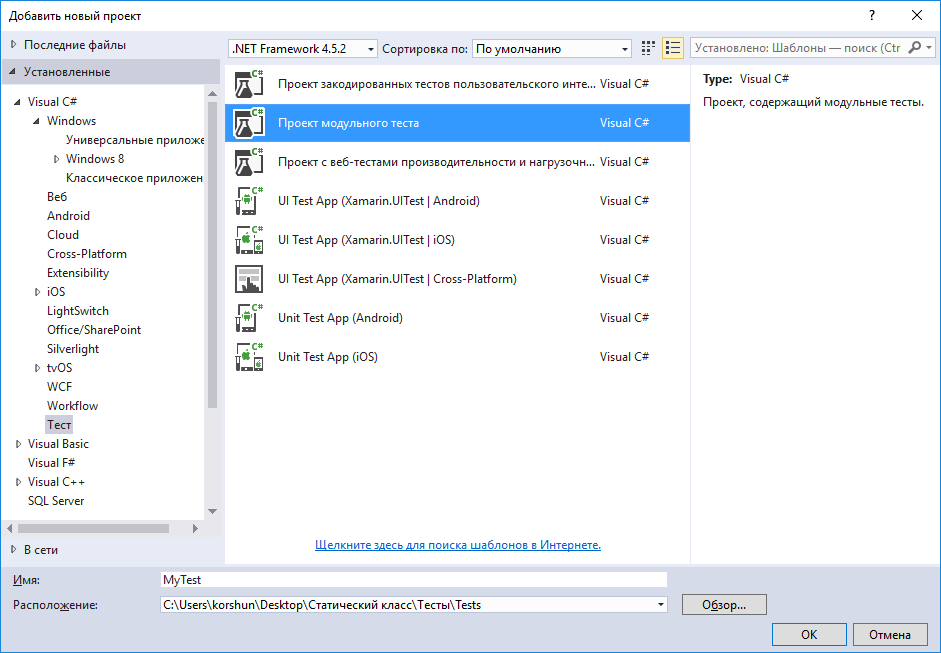 Добавить новый проект
?
Последние файлы
.NET Framework 4.5.2
Сортировка по:
По умолчанию
Установлено: Шаблоны — поиск (Ctr
Установленные
Visual C#
Windows
Универсальные приложе
Windows 8
Классическое приложен
Веб
Android
Cloud
Cross-Platform
Extensibility
iOS
LightSwitch
Office/SharePoint
Silverlight
tvOS
WCF
Workflow
Тест
Visual Basic
Visual F#
Visual C++
SQL Server
В сети
Проект закодированных тестов пользовательского инте... Visual C#
Проект модульного теста Visual C#
Проект с веб-тестами производительности и нагрузочн... Visual C#
UI Test App (Xamarin.UITest | Android) Visual C#
UI Test App (Xamarin.UITest | iOS) Visual C#
UI Test App (Xamarin.UITest | Cross-Platform) Visual C#
Unit Test App (Android) Visual C#
Unit Test App (iOS) Visual C#
Щелкните здесь для поиска шаблонов в Интернете.
Type: Visual C#
Проект, содержащий модульные тесты.
Имя: MyTest
Расположение: C:\Users\korshun\Desktop\Статический класс\Тесты\Tests
Обзор...
OK
Отмена